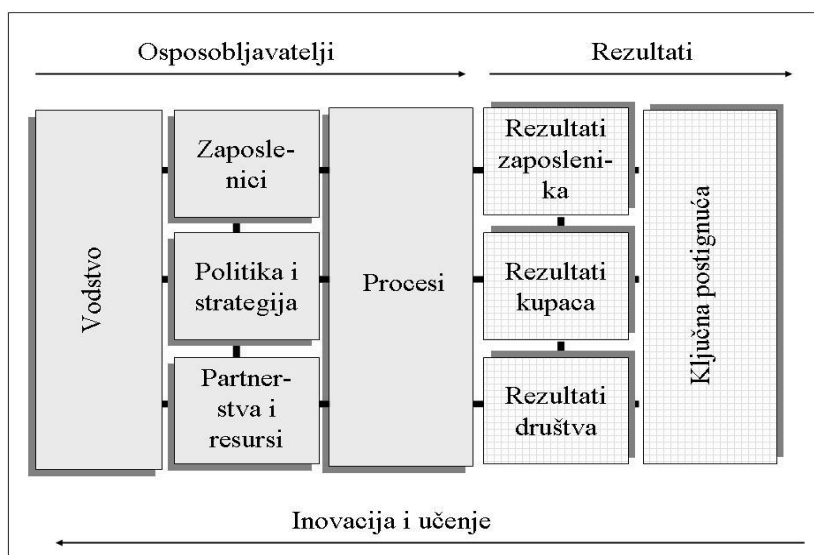 Osposobljavatelji
Rezultati
Vodstvo
Zaposle-
nici
Politika i
strategija
Partner-
stva i
resursi
Procesi
Rezultati
zaposleni-
ka
Rezultati
kupaca
Rezultati
društva
Ključna postignuća
Inovacija i učenje